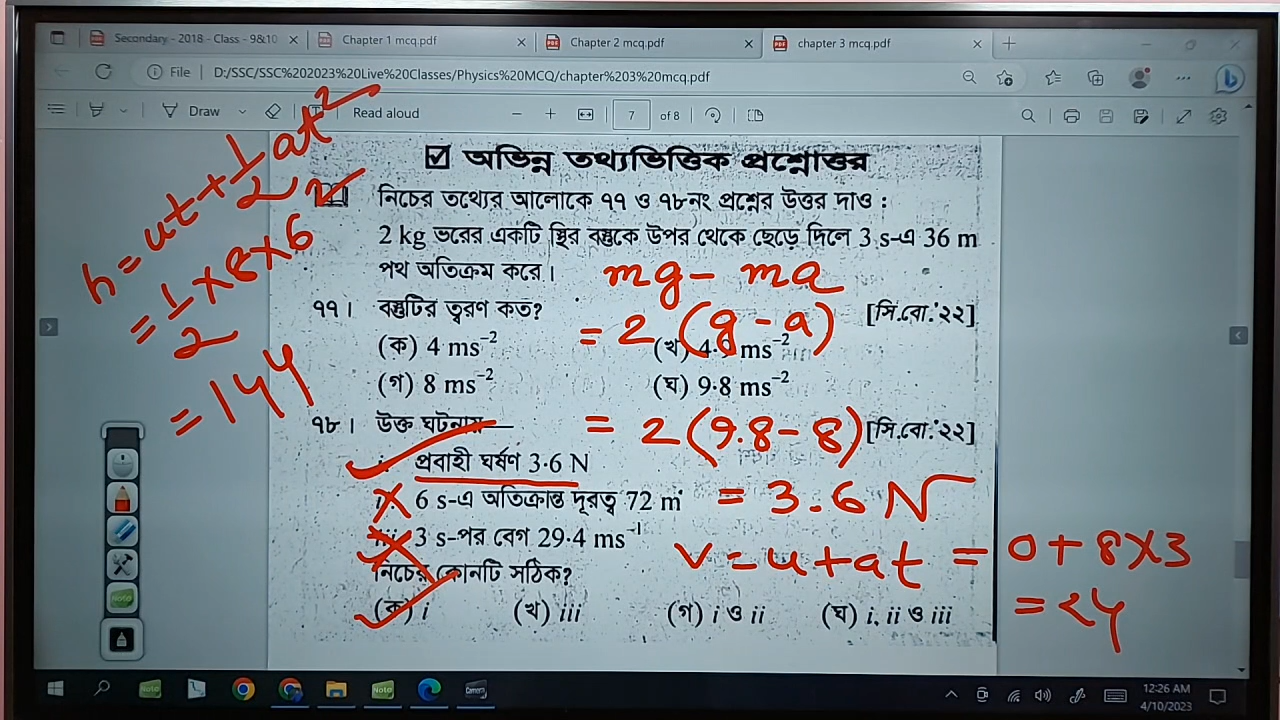 Secondary - 2018 - Class - 9&10
Chapter 1 mcq.pdf
Chapter 2 mcq.pdf
chapter 3 mcq.pdf
File
D:/SSC/SSC%202023%20Live%20Classes/Physics%20MCQ/chapter%203%20mcq.pdf
Draw
Read aloud
7 of 8
অভিন্ন তথ্যভিত্তিক প্রশ্নোত্তর
নিচের তথ্যের আলোকে ৭৭ ও ৭৮নং প্রশ্নের উত্তর দাও :
2 kg ভরের একটি স্থির বস্তুকে উপর থেকে ছেড়ে দিলে 3 s-এ 36 m
পথ অতিক্রম করে।
৭৭। বস্তুটির ত্বরণ কত? [সি.বো.'২২]
(ক) 4 ms⁻² (খ) 4·9 ms⁻²
(গ) 8 ms⁻² (ঘ) 9·8 ms⁻²
৭৮। উক্ত ঘটনায়— [সি.বো.'২২]
i. প্রবাহী ঘর্ষণ 3·6 N
6 s-এ অতিক্রান্ত দূরত্ব 72 m
iii. 3 s-পর বেগ 29·4 ms⁻¹
নিচের কোনটি সঠিক?
(ক) i (খ) iii (গ) i ও ii (ঘ) i, ii ও iii
h = ut + 1/2 at²
= 1/2 × 8 × 6²
= 144
mg - ma
= 2 (g - a)
= 2 (9.8 - 8)
= 3.6 N
v = u + at = 0 + 8×3
= ২৪
Note
Note
Note
Camera
12:26 AM
4/10/2023